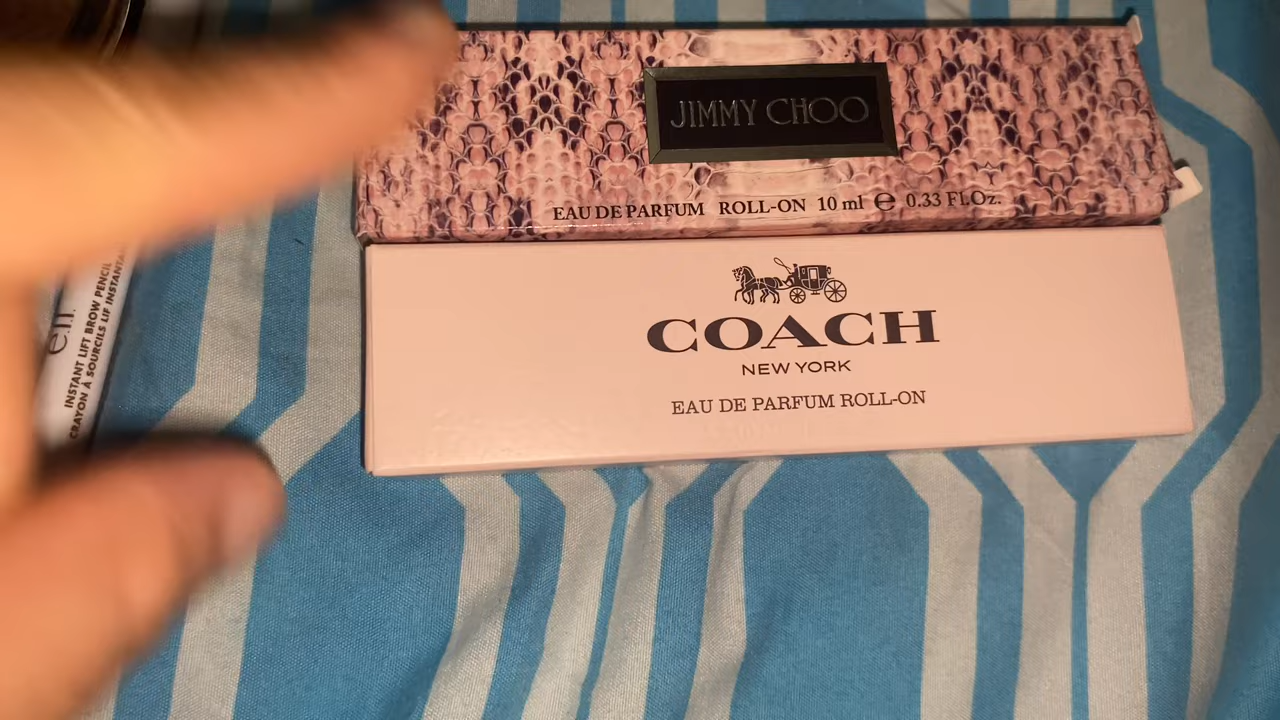 JIMMY CHOO
EAU DE PARFUM ROLL-ON 10 ml ℮ 0.33 Fl.Oz.
COACH
NEW YORK
EAU DE PARFUM ROLL-ON
e.l.f.
INSTANT LIFT BROW PENCIL
CRAYON À SOURCILS LIF INSTANTA